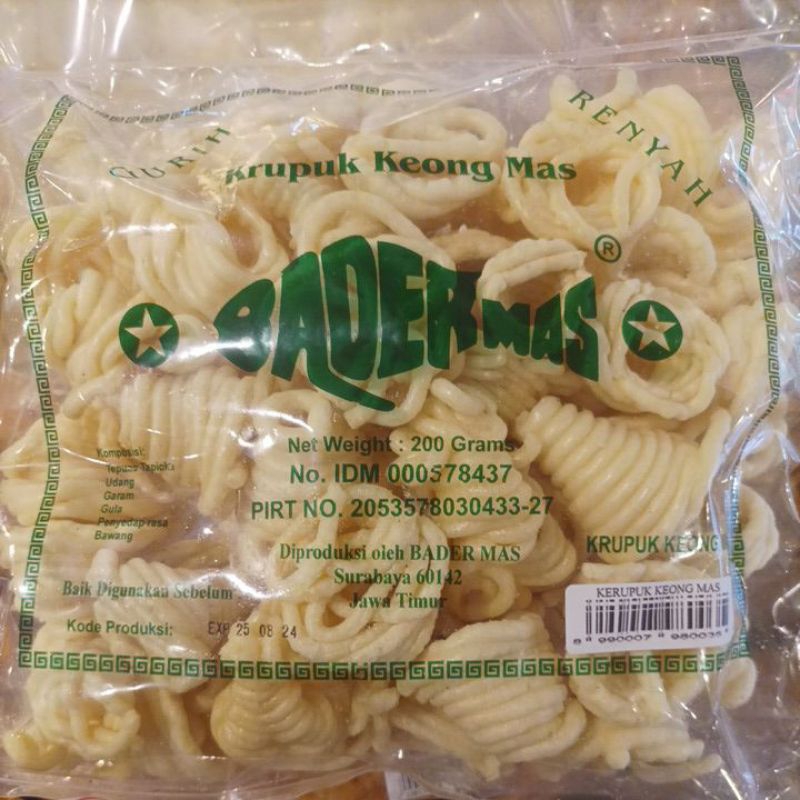 GURIH
RENYAH
Krupuk Keong Mas
BADER MAS
®
Net Weight : 200 Grams
No. IDM 000578437
PIRT NO. 2053578030433-27
Komposisi:
Tepung Tapioka
Udang
Garam
Gula
Penyedap rasa
Bawang
Diproduksi oleh BADER MAS
Surabaya 60142
Jawa Timur
KRUPUK KEONG
Baik Digunakan Sebelum
Kode Produksi:
EXP 25 08 24
KERUPUK KEONG MAS